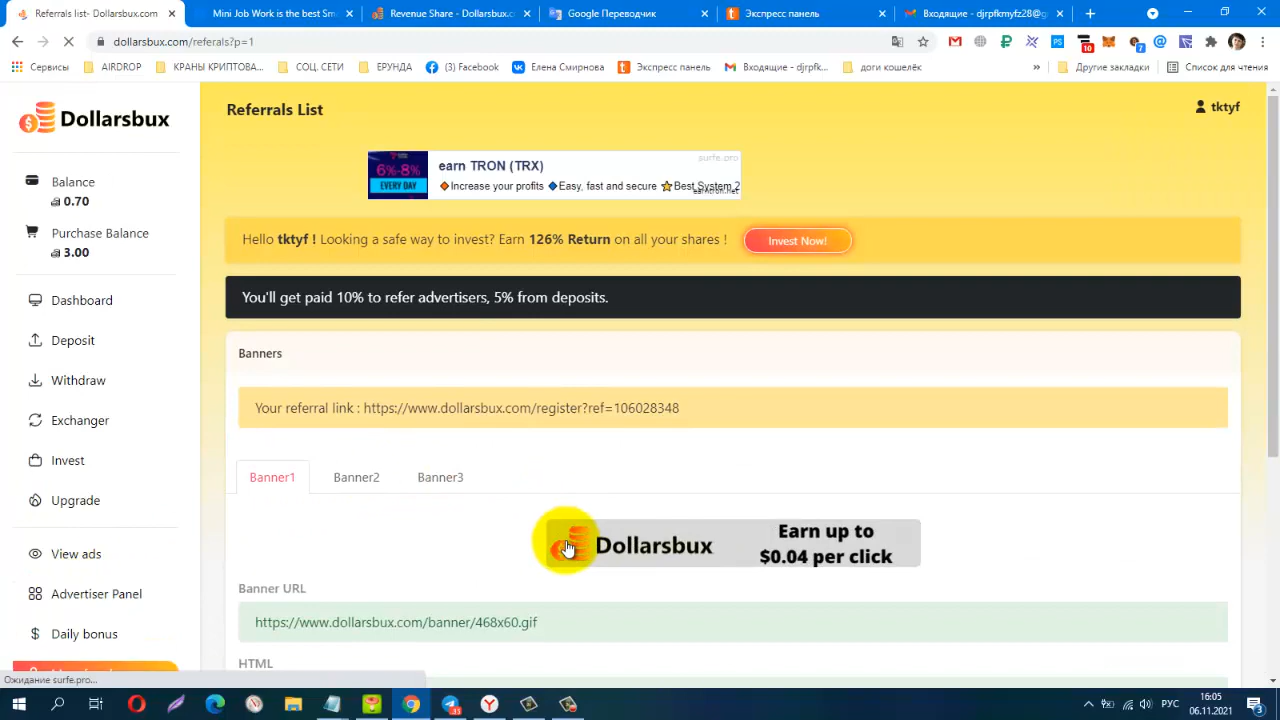 Referrals list- Dollarsbux.com
Mini Job Work is the best Sm
Revenue Share - Dollarsbux.com
Google Переводчик
Экспресс панель
Входящие - djrpfkmyfz28@g
dollarsbux.com/referals?p=1
Сервисы
AIRDROP
КРАНЫ КРИПТОВА...
СОЦ. СЕТИ
ЕРУНДА
(3) Facebook
Елена Смирнова
Экспресс панель
Входящие - djrpfk...
доги кошелёк
»
Другие закладки
Список для чтения
Dollarsbux
Referrals List
tktyf
6%-8%
EVERY DAY
earn TRON (TRX)
surfe.pro
Increase your profits Easy, fast and secure Best System 2
earktron.net
Balance
0.70
Purchase Balance
3.00
Hello tktyf ! Looking a safe way to invest? Earn 126% Return on all your shares !
Invest Now!
You'll get paid 10% to refer advertisers, 5% from deposits.
Dashboard
Deposit
Withdraw
Exchanger
Invest
Upgrade
View ads
Advertiser Panel
Daily bonus
Banners
Your referral link : https://www.dollarsbux.com/register?ref=106028348
Banner1
Banner2
Banner3
Dollarsbux
Earn up to
$0.04 per click
Banner URL
https://www.dollarsbux.com/banner/468x60.gif
HTML
Ожидание surfe.pro...
РУС
16:05
06.11.2021